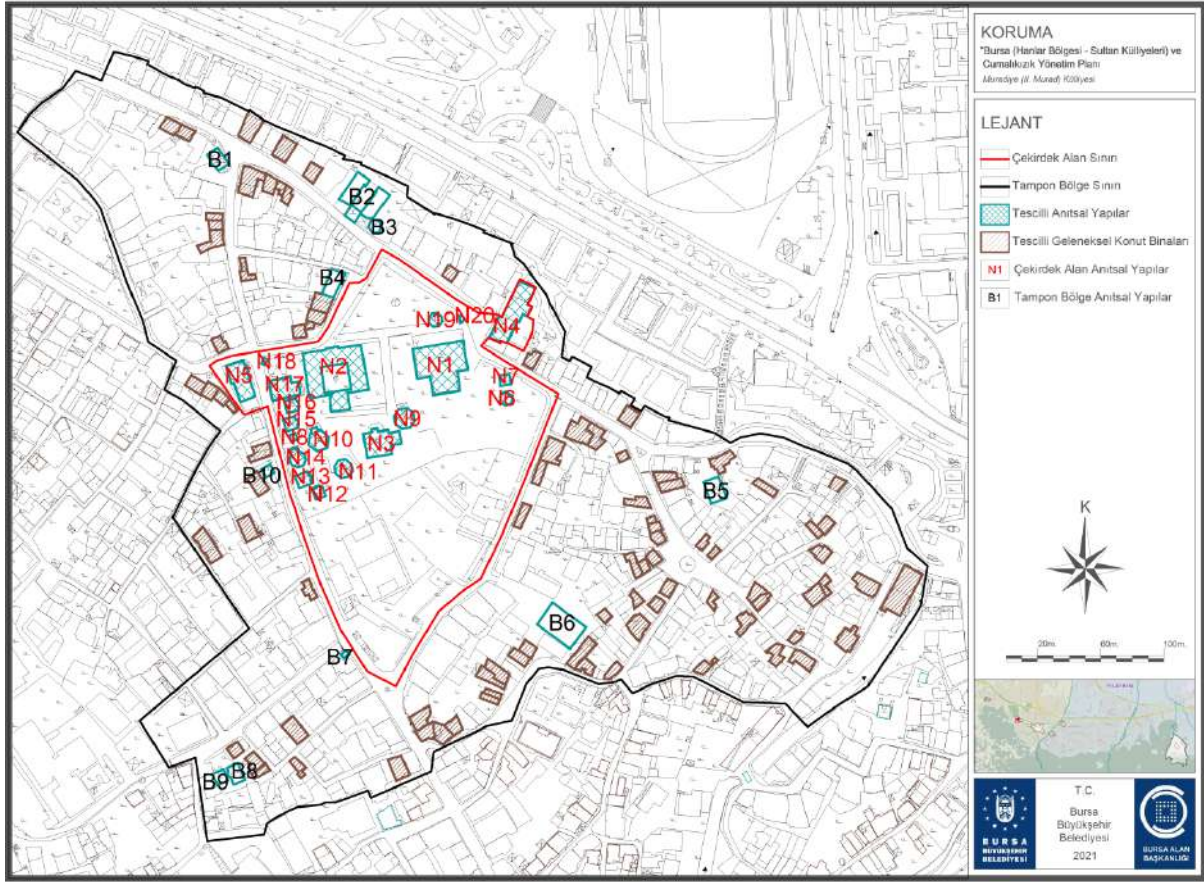 KORUMA
"Bursa (Hanlar Bölgesi - Sultan Külliyeleri) ve
Cumalıkızık Yönetim Planı
Muradiye (II. Murad) Külliyesi
LEJANT
Çekirdek Alan Sınırı
Tampon Bölge Sınırı
Tescilli Anıtsal Yapılar
Tescilli Geleneksel Konut Binaları
N1 Çekirdek Alan Anıtsal Yapılar
B1 Tampon Bölge Anıtsal Yapılar
B1
B2
B3
B4
N19 N20
N4
N18
N5
N2
N1
N17
N7
N16
N6
N15
N9
N8
N10
N3
N14
B10
N11
N13
N12
B5
B6
B7
B9
B8
K
20m.
60m.
100m.
BURSA
BÜYÜKŞEHİR
BELEDİYESİ
T.C.
Bursa
Büyükşehir
Belediyesi
2021
BURSA ALAN
BAŞKANLIĞI